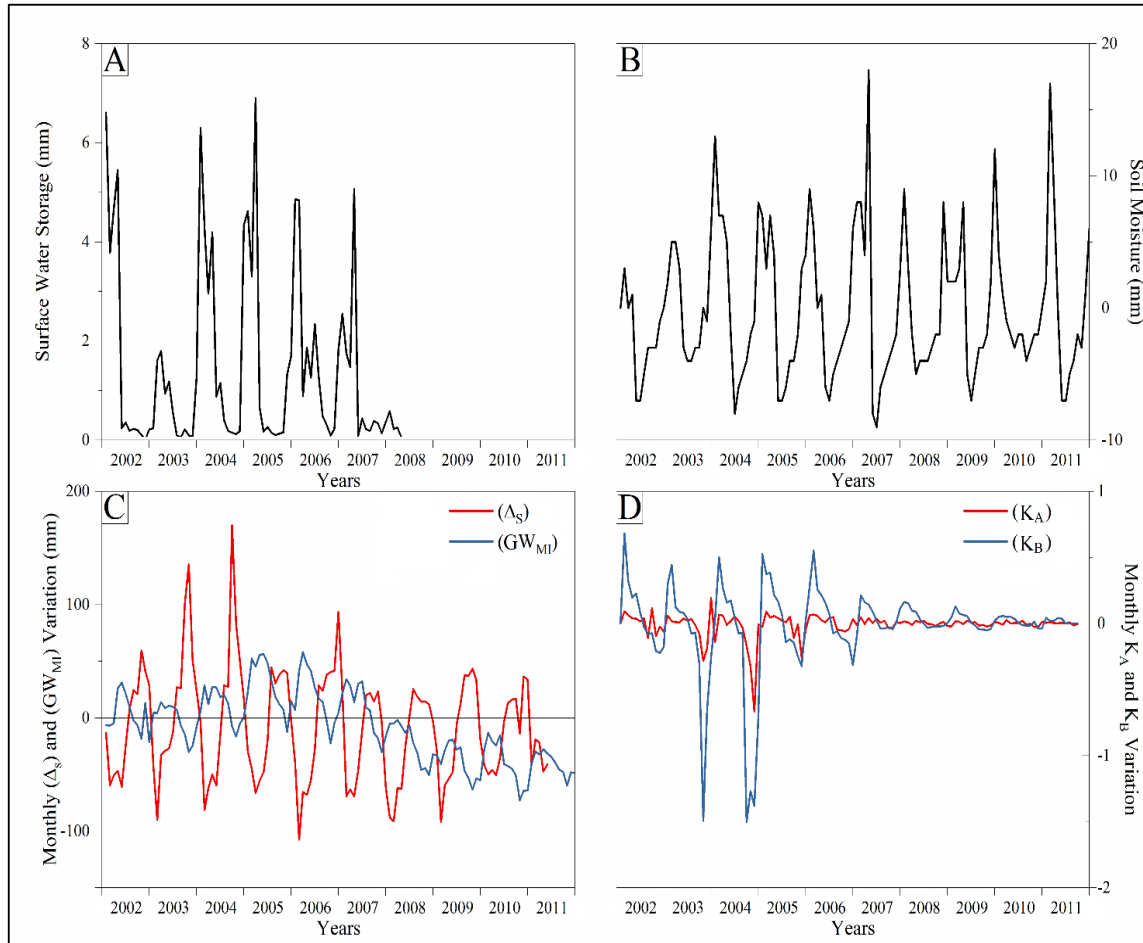 A
8
6
4
2
0
Surface Water Storage (mm)
2002 2003 2004 2005 2006 2007 2008 2009 2010 2011
Years
B
20
10
0
-10
Soil Moisture (mm)
2002 2003 2004 2005 2006 2007 2008 2009 2010 2011
Years
C
200
100
0
-100
Monthly (Δs) and (GWMI) Variation (mm)
(ΔS)
(GWMI)
2002 2003 2004 2005 2006 2007 2008 2009 2010 2011
Years
D
1
0
-1
-2
Monthly KA and KB Variation
(KA)
(KB)
2002 2003 2004 2005 2006 2007 2008 2009 2010 2011
Years